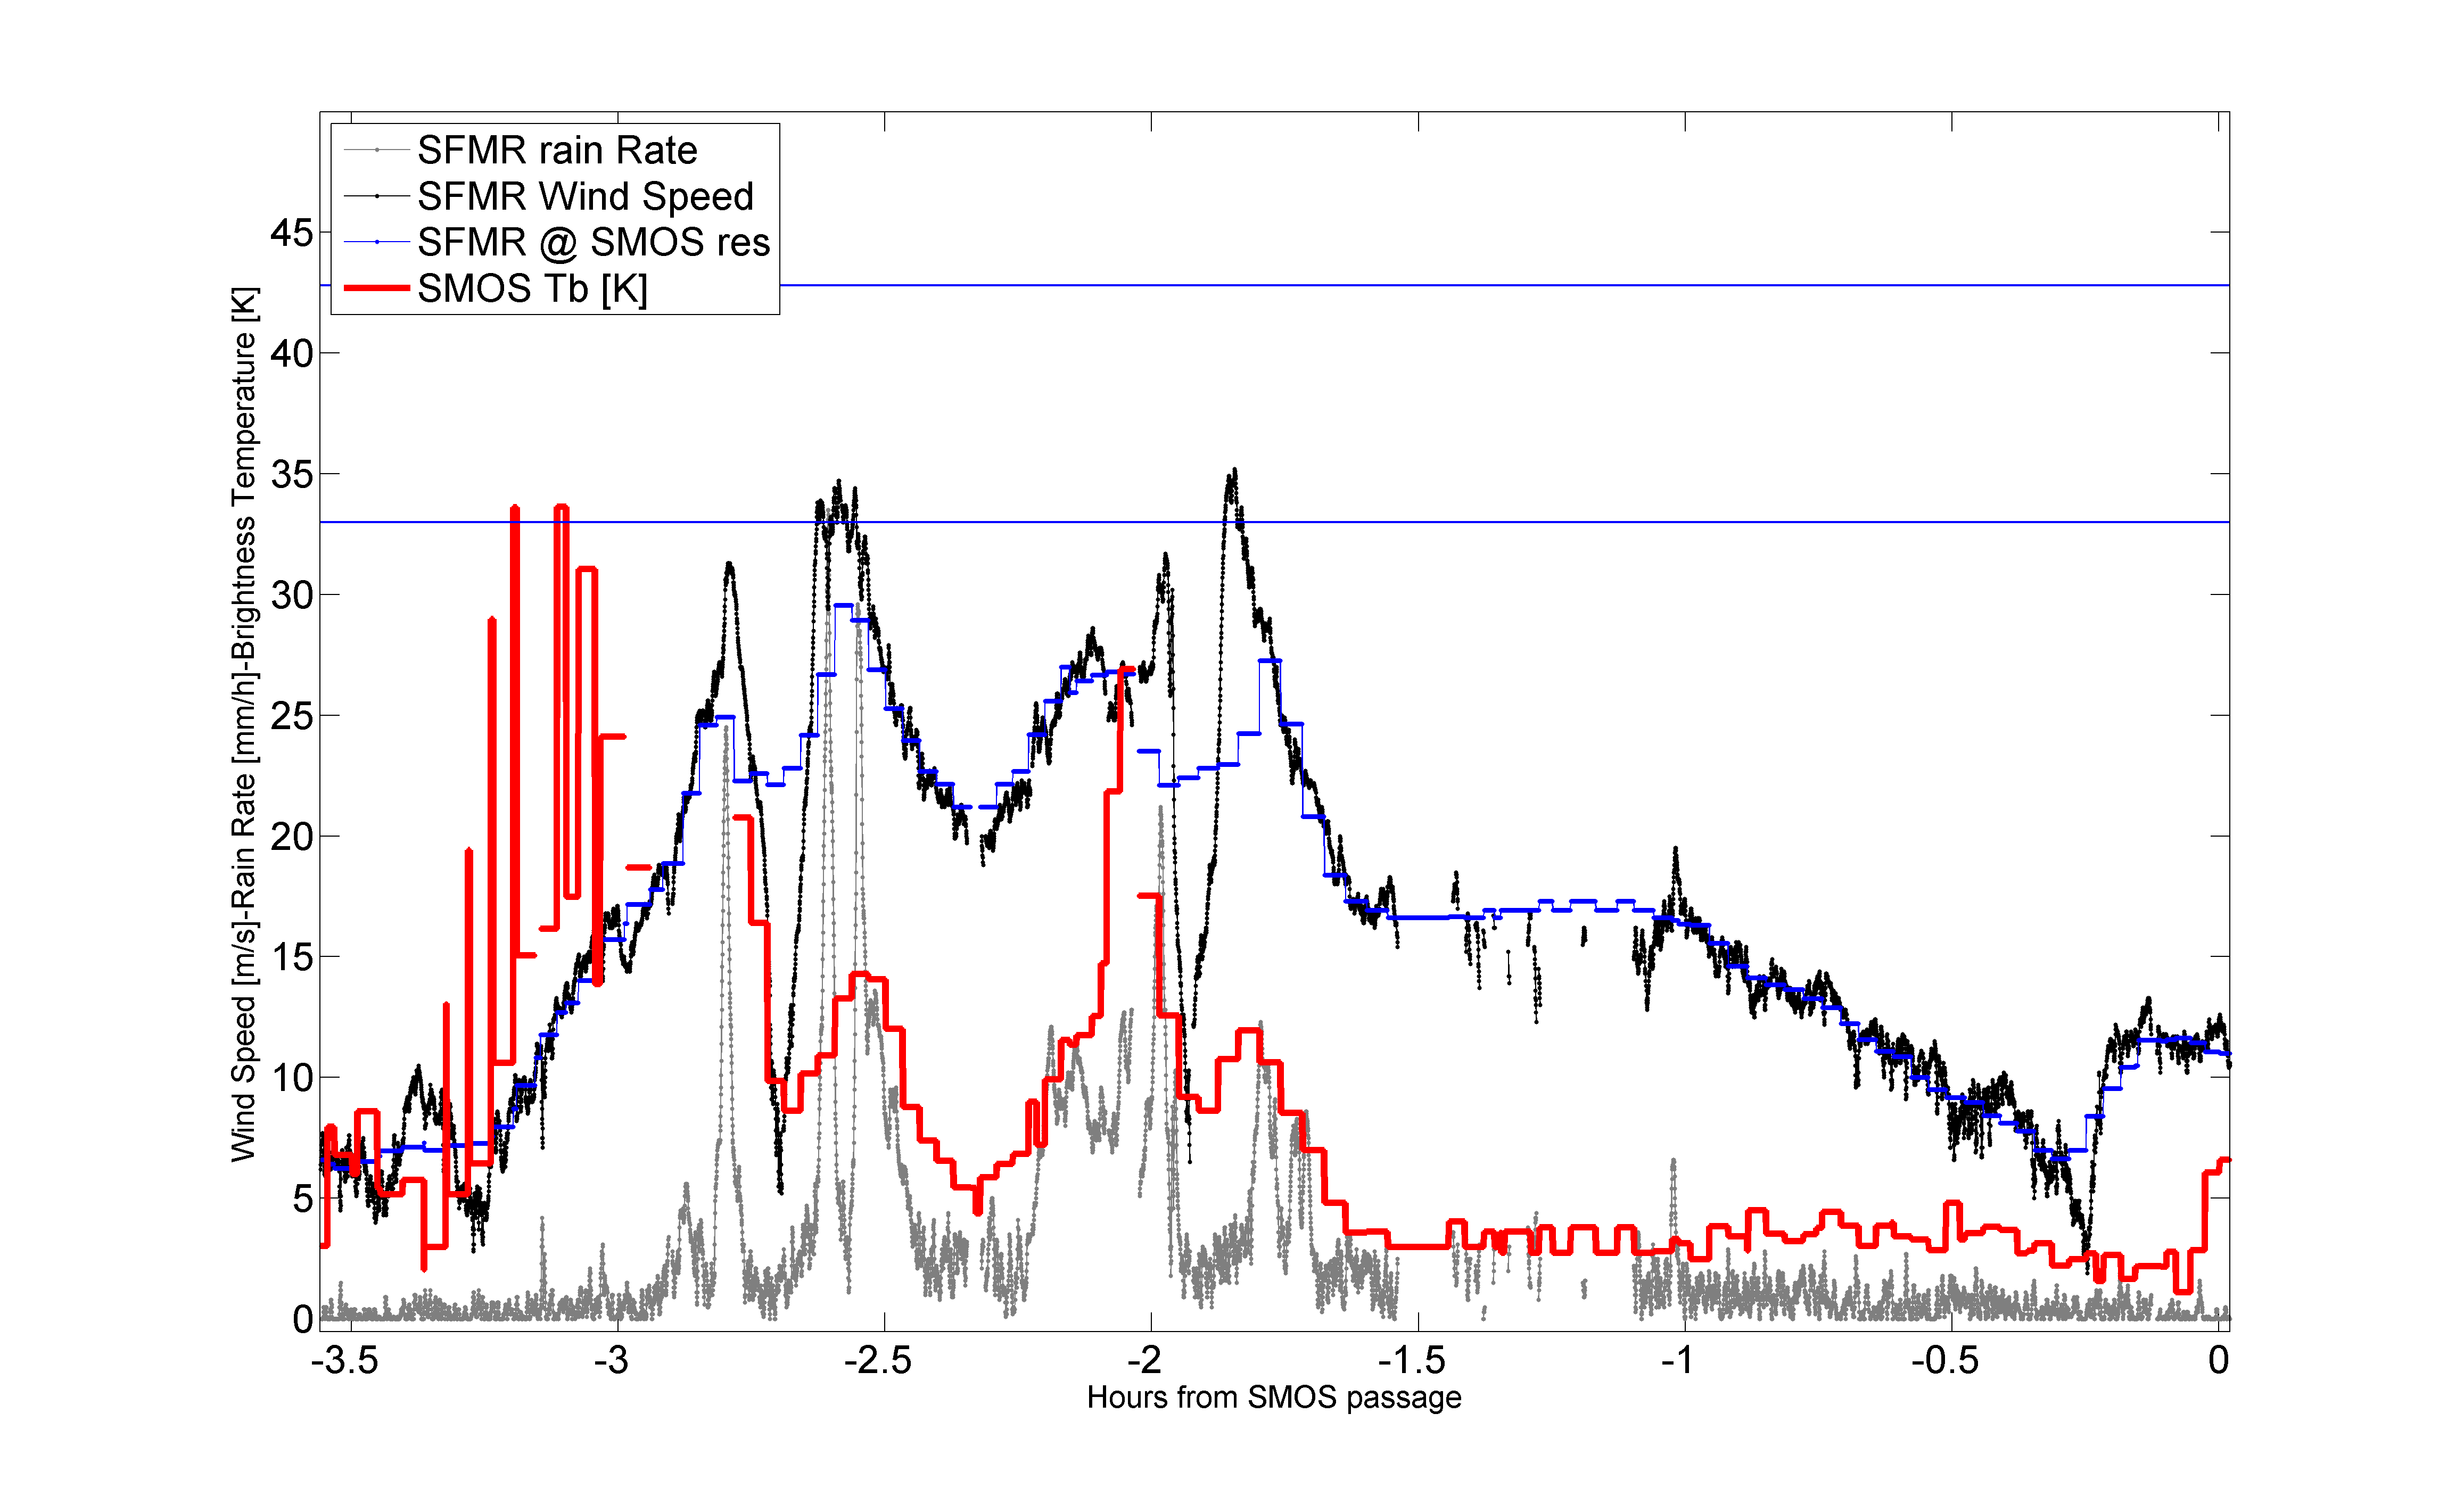 SFMR rain Rate
SFMR Wind Speed
SFMR @ SMOS res
SMOS Tb [K]
Wind Speed [m/s]-Rain Rate [mm/h]-Brightness Temperature [K]
45
40
35
30
25
20
15
10
5
0
-3.5 -3 -2.5 -2 -1.5 -1 -0.5 0
Hours from SMOS passage